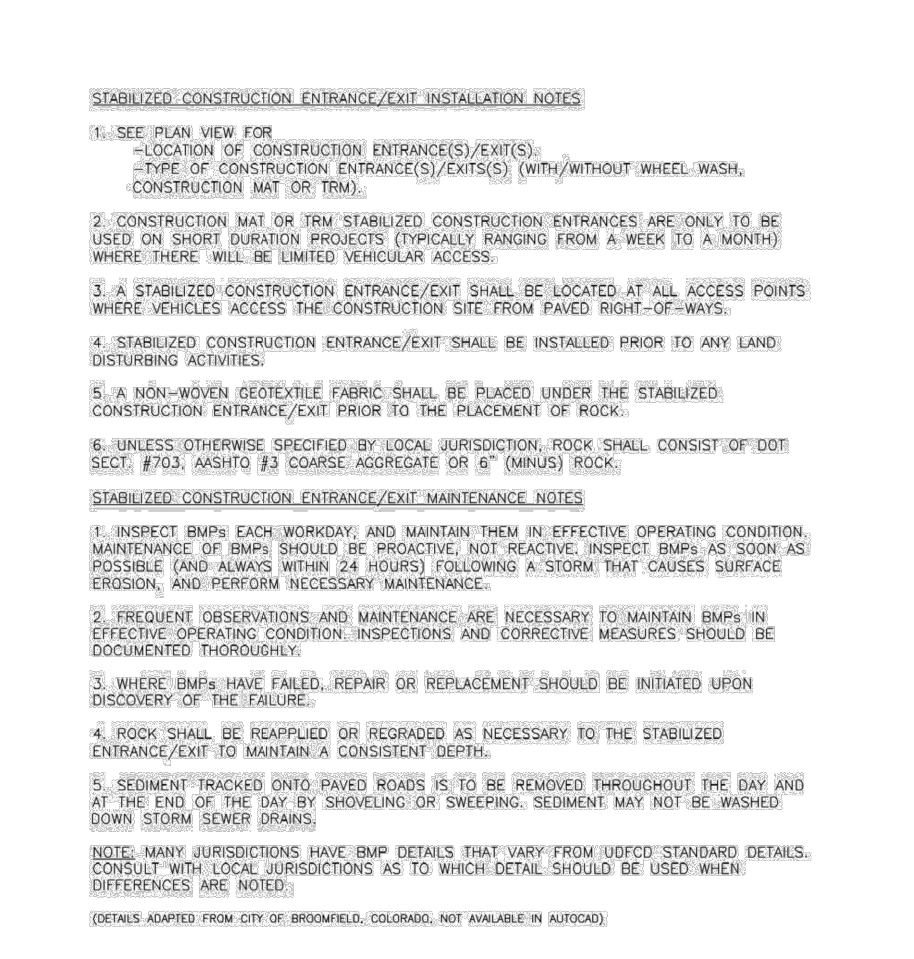 STABILIZED CONSTRUCTION ENTRANCE/EXIT INSTALLATION NOTES
1. SEE PLAN VIEW FOR
-LOCATION OF CONSTRUCTION ENTRANCE(S)/EXIT(S).
-TYPE OF CONSTRUCTION ENTRANCE(S)/EXITS(S) (WITH/WITHOUT WHEEL WASH,
CONSTRUCTION MAT OR TRM).
2. CONSTRUCTION MAT OR TRM STABILIZED CONSTRUCTION ENTRANCES ARE ONLY TO BE
USED ON SHORT DURATION PROJECTS (TYPICALLY RANGING FROM A WEEK TO A MONTH)
WHERE THERE WILL BE LIMITED VEHICULAR ACCESS.
3. A STABILIZED CONSTRUCTION ENTRANCE/EXIT SHALL BE LOCATED AT ALL ACCESS POINTS
WHERE VEHICLES ACCESS THE CONSTRUCTION SITE FROM PAVED RIGHT-OF-WAYS.
4. STABILIZED CONSTRUCTION ENTRANCE/EXIT SHALL BE INSTALLED PRIOR TO ANY LAND
DISTURBING ACTIVITIES.
5. A NON-WOVEN GEOTEXTILE FABRIC SHALL BE PLACED UNDER THE STABILIZED
CONSTRUCTION ENTRANCE/EXIT PRIOR TO THE PLACEMENT OF ROCK.
6. UNLESS OTHERWISE SPECIFIED BY LOCAL JURISDICTION, ROCK SHALL CONSIST OF DOT
SECT. #703, AASHTO #3 COARSE AGGREGATE OR 6" (MINUS) ROCK.
STABILIZED CONSTRUCTION ENTRANCE/EXIT MAINTENANCE NOTES
1. INSPECT BMPs EACH WORKDAY, AND MAINTAIN THEM IN EFFECTIVE OPERATING CONDITION.
MAINTENANCE OF BMPs SHOULD BE PROACTIVE, NOT REACTIVE. INSPECT BMPs AS SOON AS
POSSIBLE (AND ALWAYS WITHIN 24 HOURS) FOLLOWING A STORM THAT CAUSES SURFACE
EROSION, AND PERFORM NECESSARY MAINTENANCE.
2. FREQUENT OBSERVATIONS AND MAINTENANCE ARE NECESSARY TO MAINTAIN BMPs IN
EFFECTIVE OPERATING CONDITION. INSPECTIONS AND CORRECTIVE MEASURES SHOULD BE
DOCUMENTED THOROUGHLY.
3. WHERE BMPs HAVE FAILED, REPAIR OR REPLACEMENT SHOULD BE INITIATED UPON
DISCOVERY OF THE FAILURE.
4. ROCK SHALL BE REAPPLIED OR REGRADED AS NECESSARY TO THE STABILIZED
ENTRANCE/EXIT TO MAINTAIN A CONSISTENT DEPTH.
5. SEDIMENT TRACKED ONTO PAVED ROADS IS TO BE REMOVED THROUGHOUT THE DAY AND
AT THE END OF THE DAY BY SHOVELING OR SWEEPING. SEDIMENT MAY NOT BE WASHED
DOWN STORM SEWER DRAINS.
NOTE: MANY JURISDICTIONS HAVE BMP DETAILS THAT VARY FROM UDFCD STANDARD DETAILS.
CONSULT WITH LOCAL JURISDICTIONS AS TO WHICH DETAIL SHOULD BE USED WHEN
DIFFERENCES ARE NOTED.
(DETAILS ADAPTED FROM CITY OF BROOMFIELD, COLORADO, NOT AVAILABLE IN AUTOCAD)